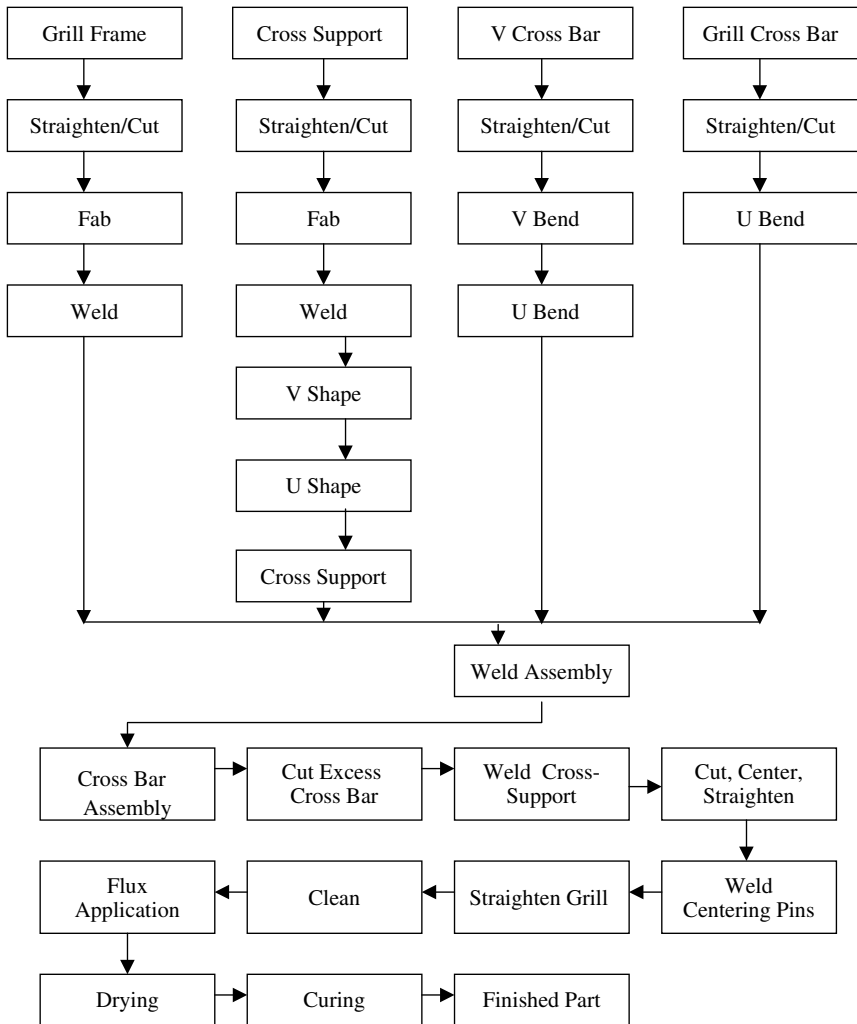 Grill Frame
Cross Support
V Cross Bar
Grill Cross Bar
Straighten/Cut
Straighten/Cut
Straighten/Cut
Straighten/Cut
Fab
Fab
V Bend
U Bend
Weld
Weld
U Bend
V Shape
U Shape
Cross Support
Weld Assembly
Cross Bar
Assembly
Cut Excess
Cross Bar
Weld Cross-
Support
Cut, Center,
Straighten
Flux
Application
Clean
Straighten Grill
Weld
Centering Pins
Drying
Curing
Finished Part